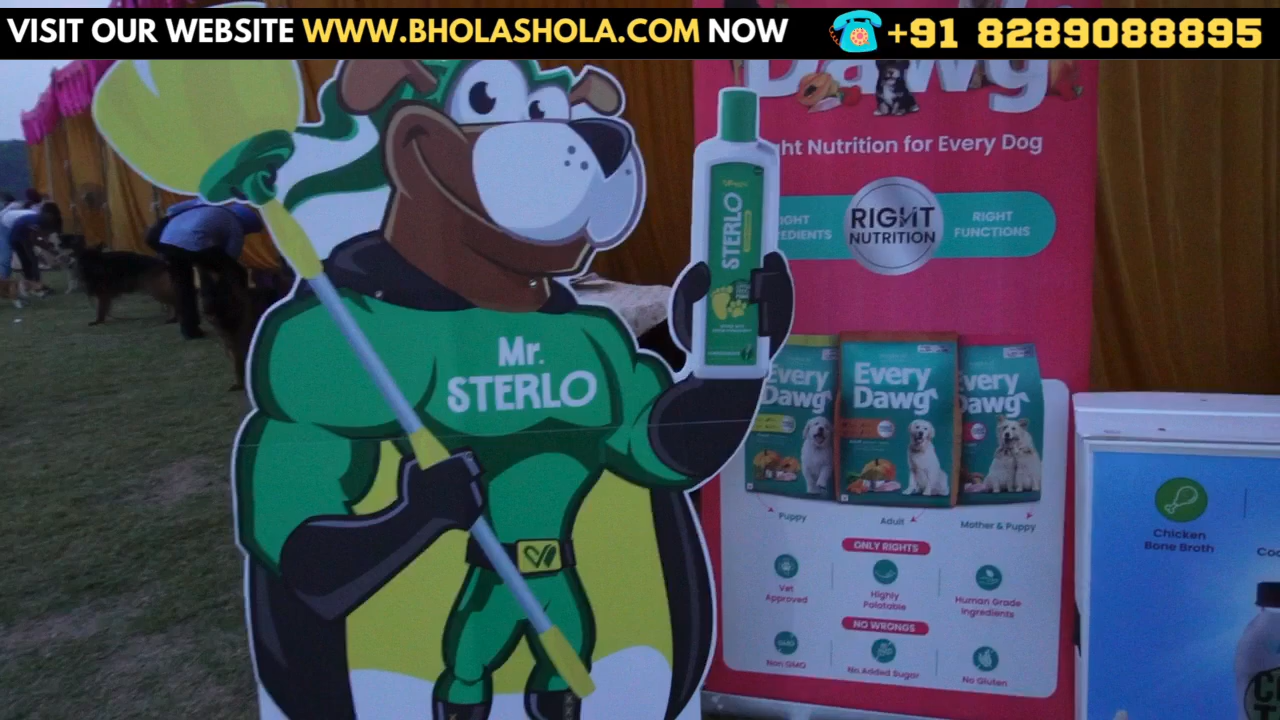 VISIT OUR WEBSITE WWW.BHOLASHOLA.COM NOW
+91 8289088895
Dawg
ght Nutrition for Every Dog
RIGHT
NUTRITION
RIGHT
FUNCTIONS
STERLO
Mr.
STERLO
Every
Dawg
Every
Dawg
Every
Dawg
Puppy
Adult
Mother & Puppy
ONLY RIGHTS
Vet
Approved
Highly
Palatable
Human Grade
Ingredients
NO WRONGS
Non GMO
No Added Sugar
No Gluten
Chicken
Bone Broth